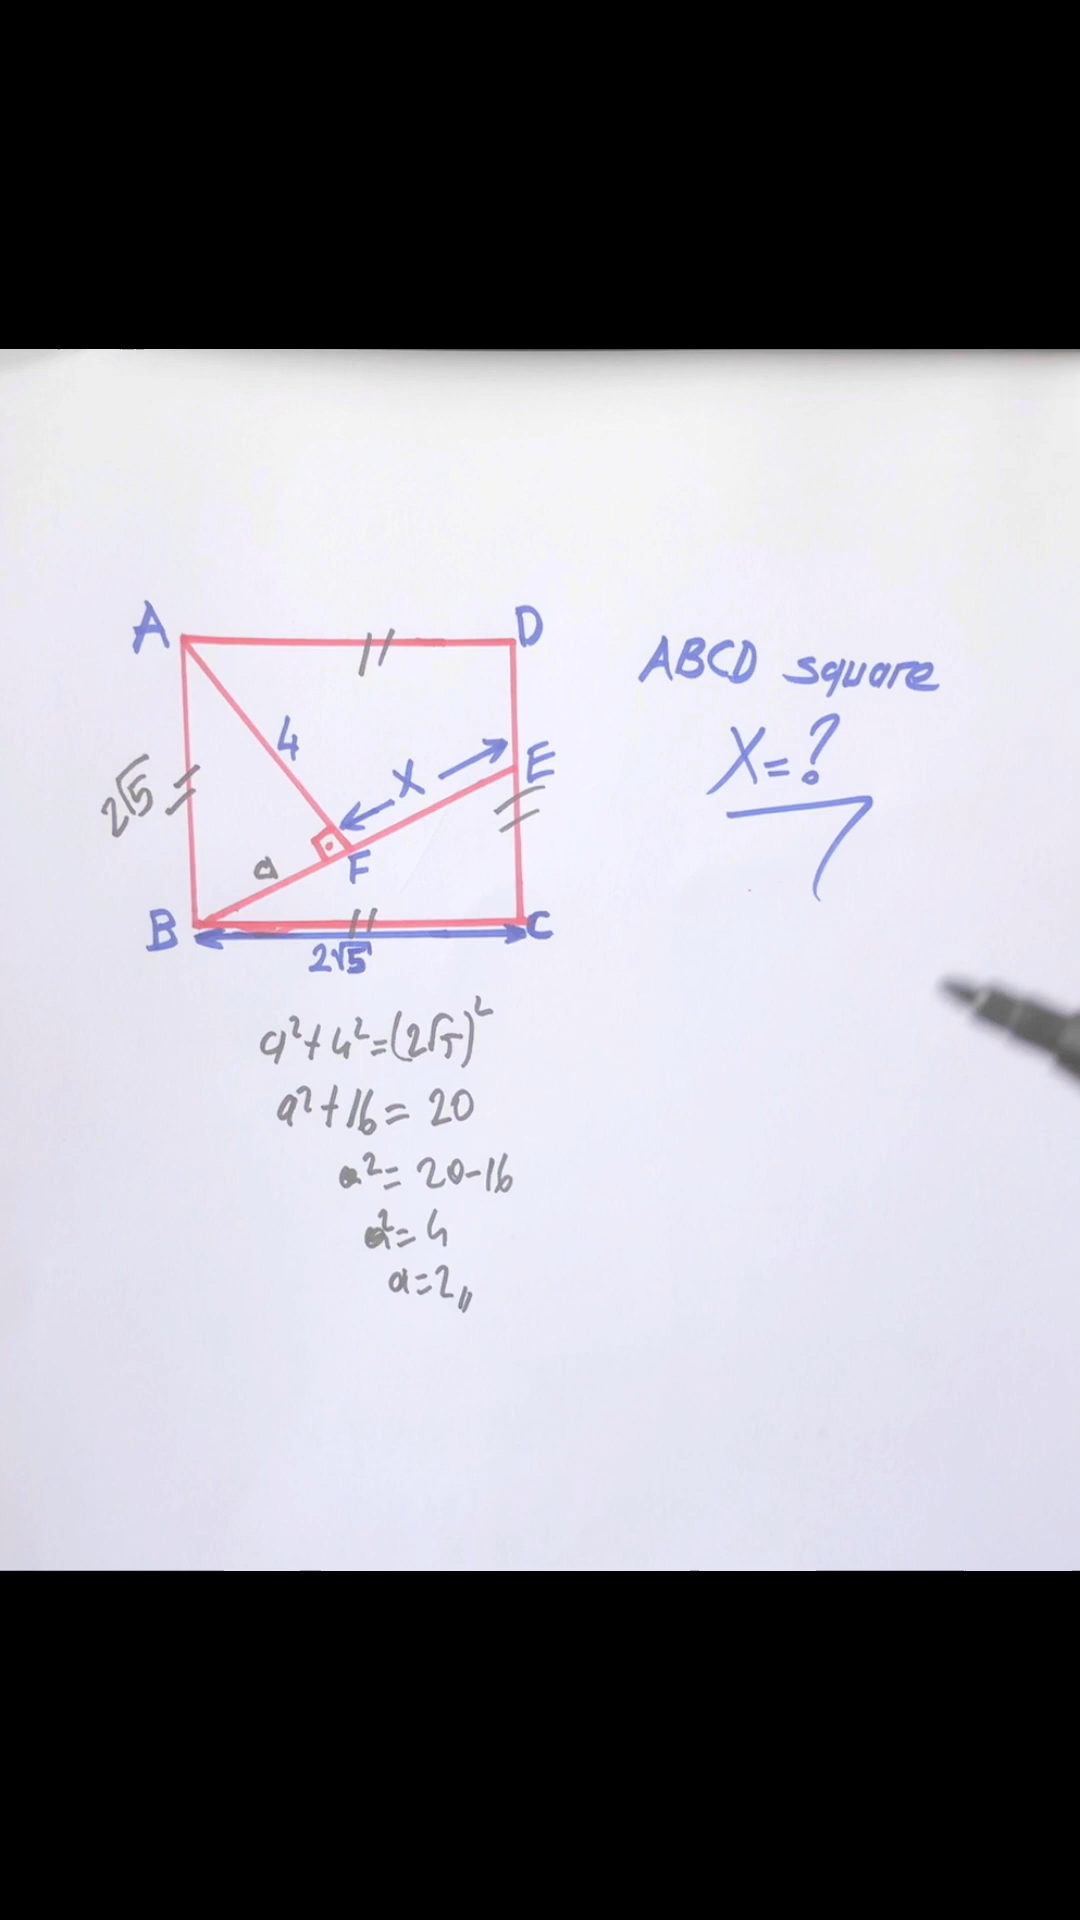 A
D
ABCD square
4
X
E
X=?
2√5
a
F
B
C
2√5
a²+4²=(2√5)²
a²+16=20
a²=20-16
a²=4
a=2//